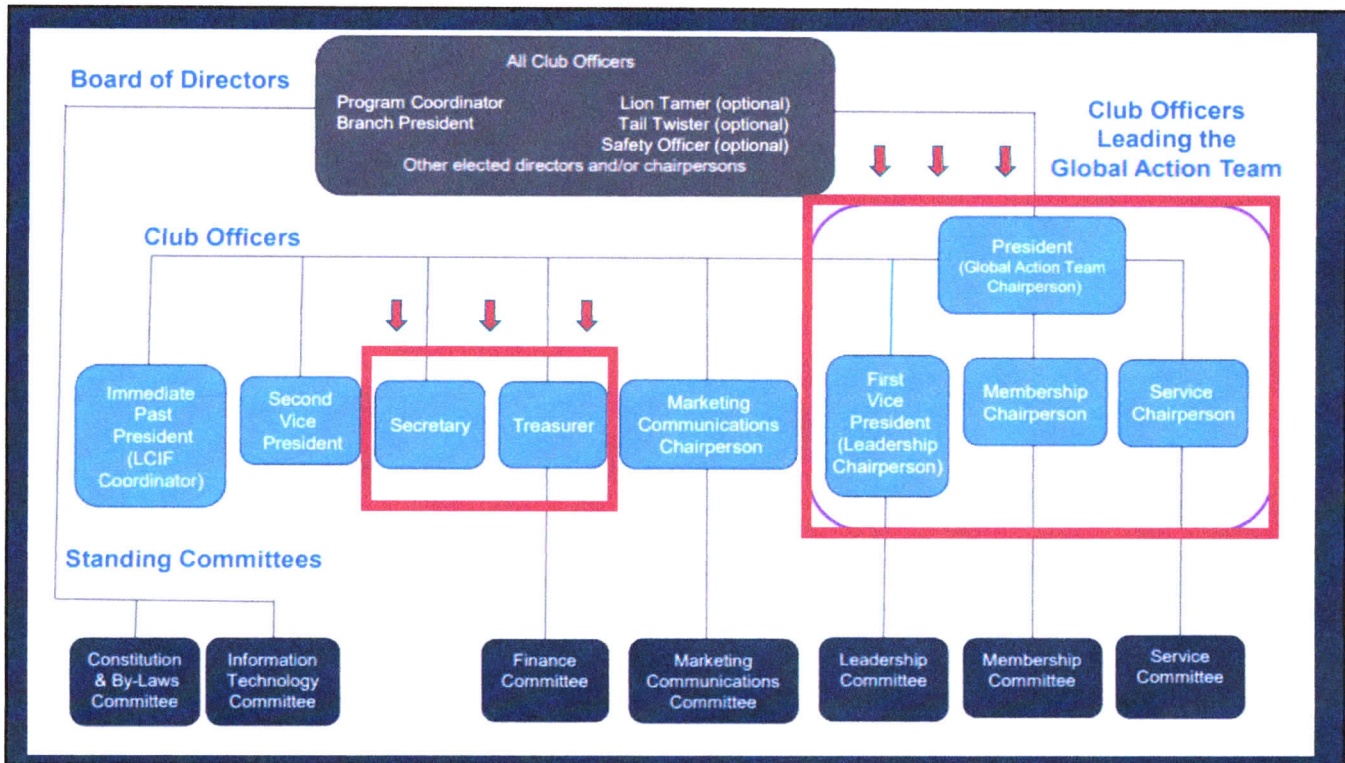 Board of Directors
All Club Officers
Program Coordinator
Branch President
Lion Tamer (optional)
Tail Twister (optional)
Safety Officer (optional)
Other elected directors and/or chairpersons
Club Officers
Leading the
Global Action Team
Club Officers
President
(Global Action Team
Chairperson)
Immediate
Past
President
(LCIF
Coordinator)
Second
Vice
President
Secretary
Treasurer
Marketing
Communications
Chairperson
First
Vice
President
(Leadership
Chairperson)
Membership
Chairperson
Service
Chairperson
Standing Committees
Constitution
& By-Laws
Committee
Information
Technology
Committee
Finance
Committee
Marketing
Communications
Committee
Leadership
Committee
Membership
Committee
Service
Committee